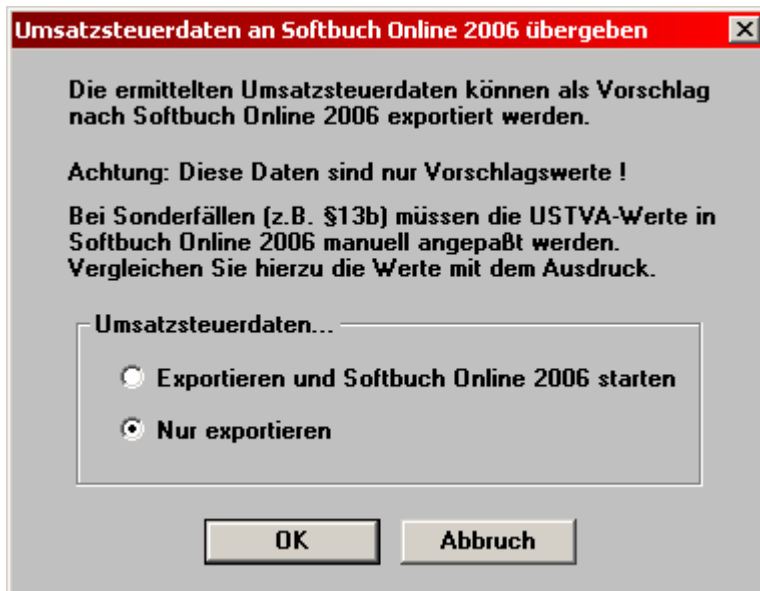 Umsatzsteuerdaten an Softbuch Online 2006 übergeben
Die ermittelten Umsatzsteuerdaten können als Vorschlag
nach Softbuch Online 2006 exportiert werden.
Achtung: Diese Daten sind nur Vorschlagswerte !
Bei Sonderfällen (z.B. §13b) müssen die USTVA-Werte in
Softbuch Online 2006 manuell angepaßt werden.
Vergleichen Sie hierzu die Werte mit dem Ausdruck.
Umsatzsteuerdaten...
Exportieren und Softbuch Online 2006 starten
Nur exportieren
OK Abbruch